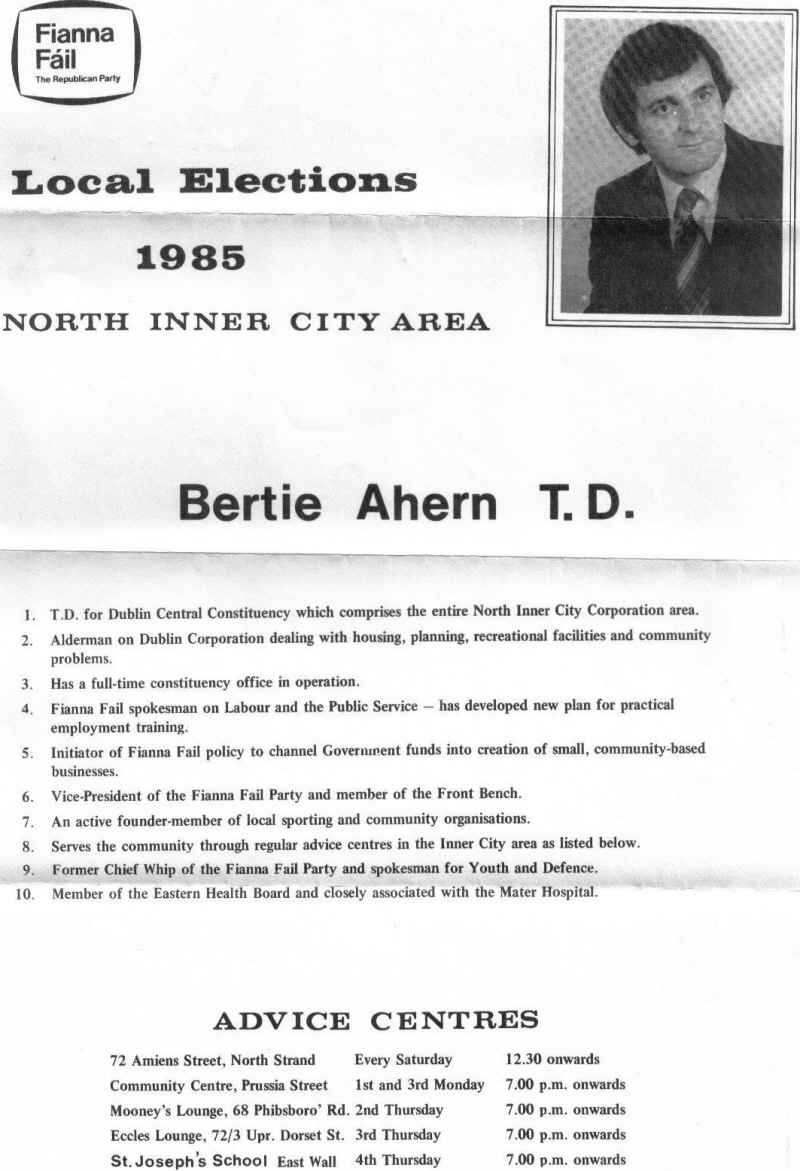 Fianna
Fáil
The Republican Party
Local Elections
1985
NORTH INNER CITY AREA
Bertie Ahern T.D.
1. T.D. for Dublin Central Constituency which comprises the entire North Inner City Corporation area.
2. Alderman on Dublin Corporation dealing with housing, planning, recreational facilities and community
problems.
3. Has a full-time constituency office in operation.
4. Fianna Fail spokesman on Labour and the Public Service — has developed new plan for practical
employment training.
5. Initiator of Fianna Fail policy to channel Government funds into creation of small, community-based
businesses.
6. Vice-President of the Fianna Fail Party and member of the Front Bench.
7. An active founder-member of local sporting and community organisations.
8. Serves the community through regular advice centres in the Inner City area as listed below.
9. Former Chief Whip of the Fianna Fail Party and spokesman for Youth and Defence.
10. Member of the Eastern Health Board and closely associated with the Mater Hospital.
ADVICE CENTRES
72 Amiens Street, North Strand Every Saturday 12.30 onwards
Community Centre, Prussia Street 1st and 3rd Monday 7.00 p.m. onwards
Mooney's Lounge, 68 Phibsboro' Rd. 2nd Thursday 7.00 p.m. onwards
Eccles Lounge, 72/3 Upr. Dorset St. 3rd Thursday 7.00 p.m. onwards
St. Joseph's School East Wall 4th Thursday 7.00 p.m. onwards